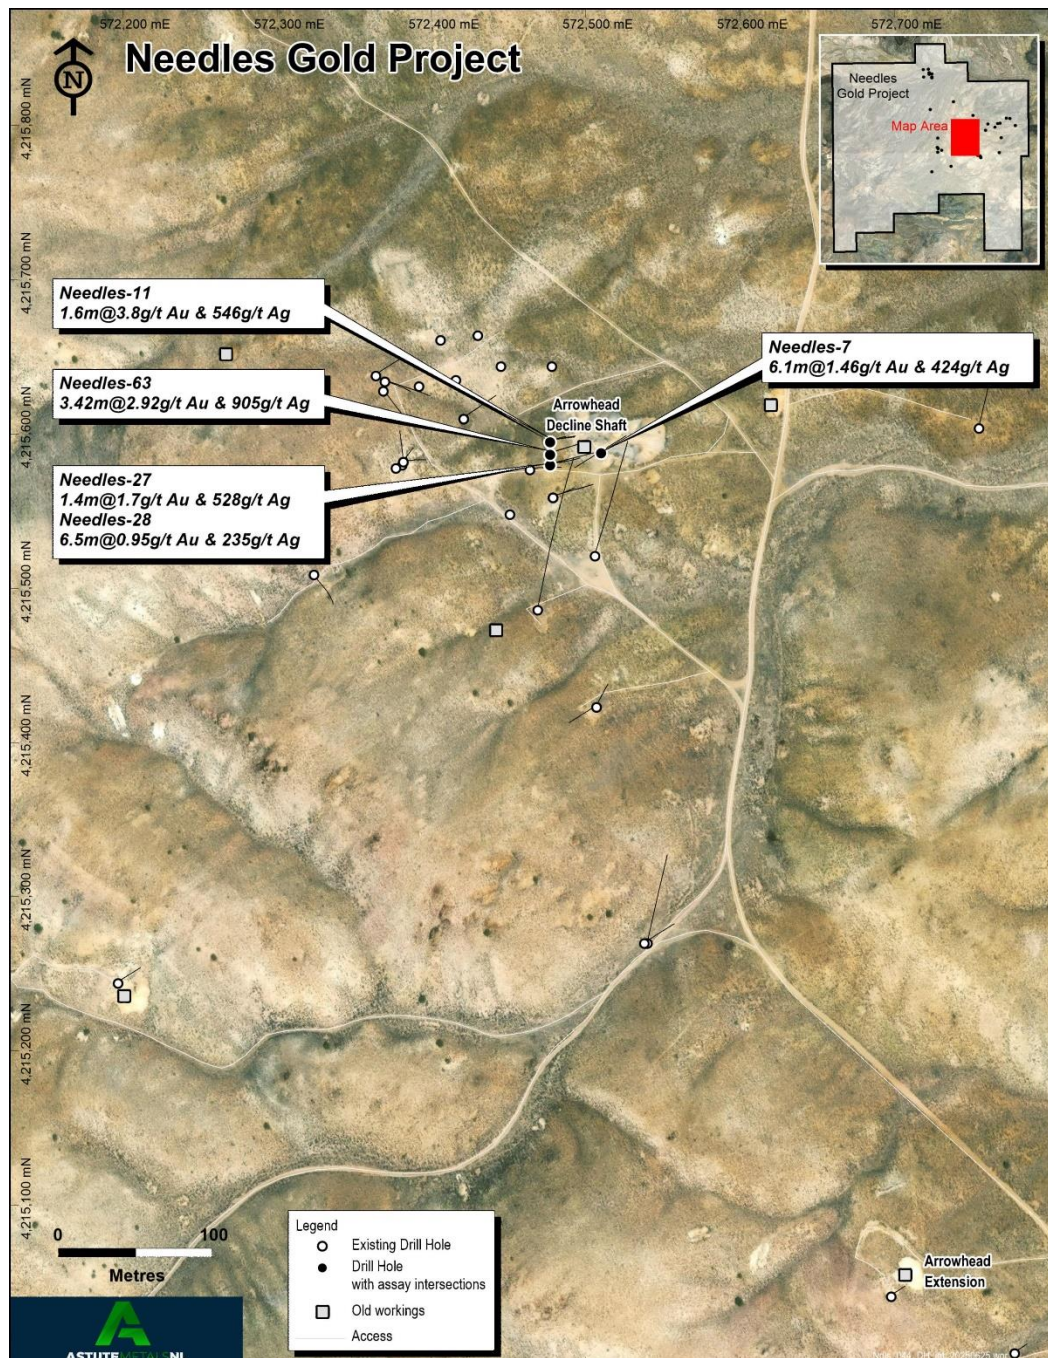 572,200 mE
572,300 mE
572,400 mE
572,500 mE
572,600 mE
572,700 mE
Needles Gold Project
N
Needles
Gold Project
Map Area
4,215,800 mN
4,215,700 mN
4,215,600 mN
4,215,500 mN
4,215,400 mN
4,215,300 mN
4,215,200 mN
4,215,100 mN
Needles-11
1.6m@3.8g/t Au & 546g/t Ag
Needles-7
6.1m@1.46g/t Au & 424g/t Ag
Needles-63
3.42m@2.92g/t Au & 905g/t Ag
Arrowhead
Decline Shaft
Needles-27
1.4m@1.7g/t Au & 528g/t Ag
Needles-28
6.5m@0.95g/t Au & 235g/t Ag
0 100
Metres
Legend
Existing Drill Hole
Drill Hole
with assay intersections
Old workings
Access
Arrowhead
Extension
ASTUTEMETALSNL